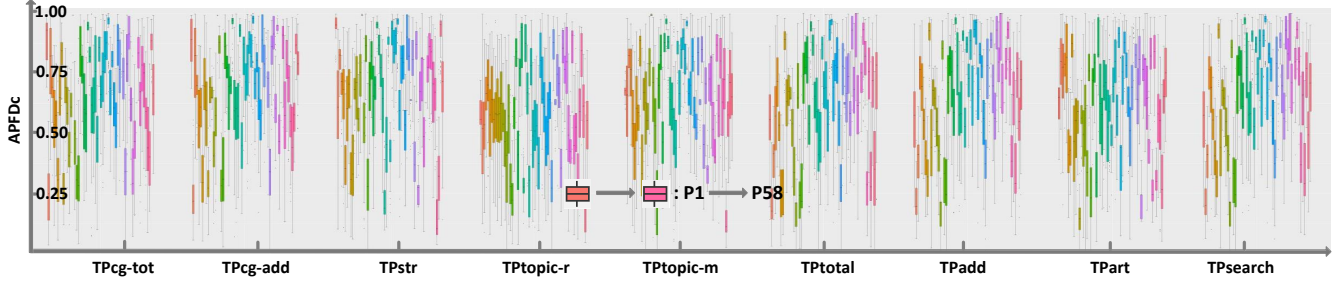 1.00
0.75
0.50
0.25
APFDc
: P1
P58
TPcg-tot
TPcg-add
TPstr
TPtopic-r
TPtopic-m
TPtotal
TPadd
TPart
TPsearch